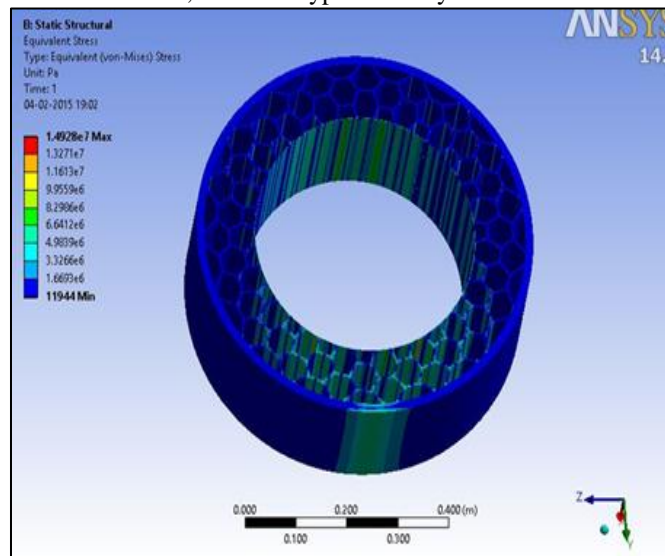 B: Static Structural
Equivalent Stress
Type: Equivalent (von-Mises) Stress
Unit: Pa
Time: 1
04-02-2015 19:02
ANSYS
14.
1.4928e7 Max
1.3271e7
1.1613e7
9.9559e6
8.2986e6
6.6412e6
4.9839e6
3.3266e6
1.6693e6
11944 Min
0.000 0.200 0.400 (m)
0.100 0.300
Z
Y